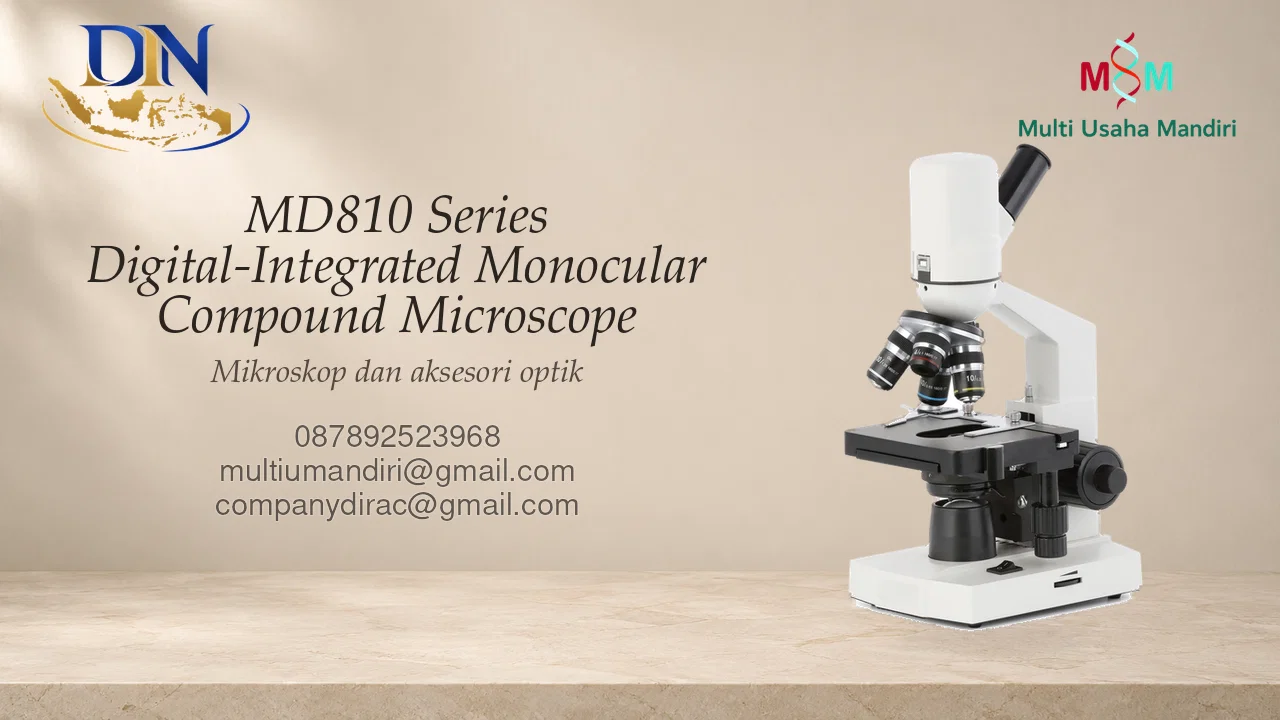 DN
M M
Multi Usaha Mandiri
MD810 Series
Digital-Integrated Monocular
Compound Microscope
Mikroskop dan aksesori optik
087892523968
multiumandiri@gmail.com
companydirac@gmail.com